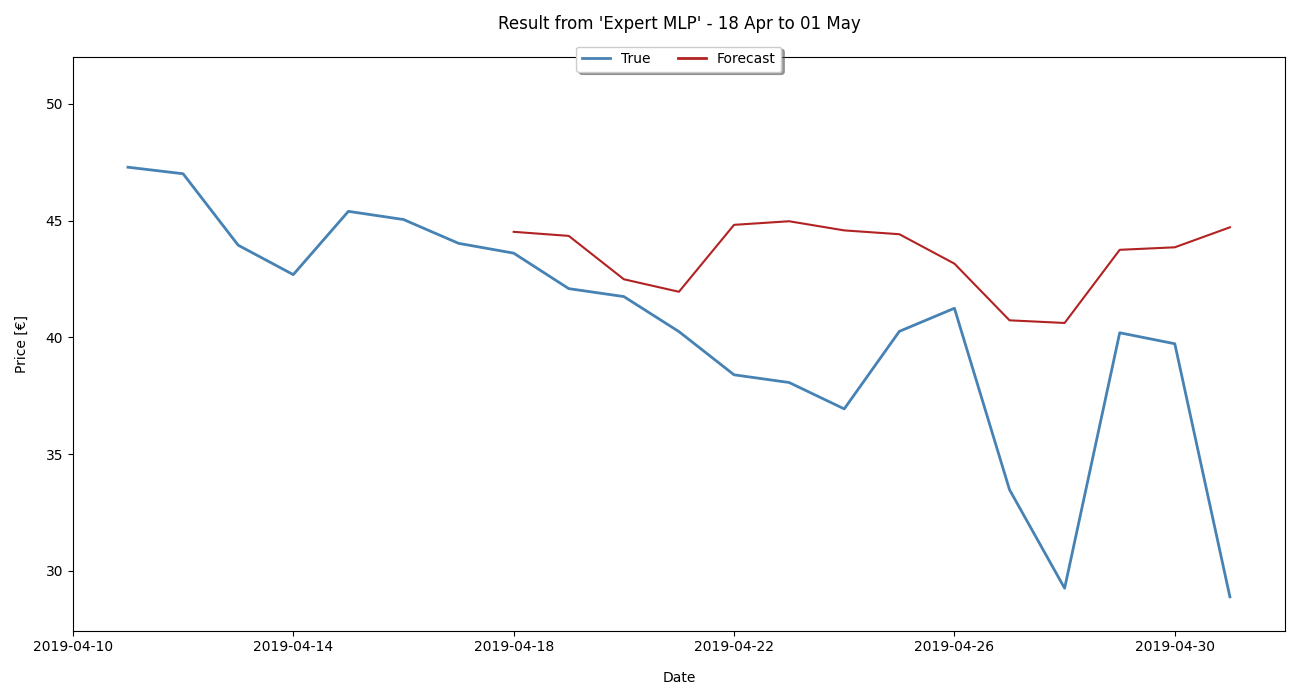 Result from 'Expert MLP' - 18 Apr to 01 May
True Forecast
50
45
40
35
30
Price [€]
2019-04-10 2019-04-14 2019-04-18 2019-04-22 2019-04-26 2019-04-30
Date